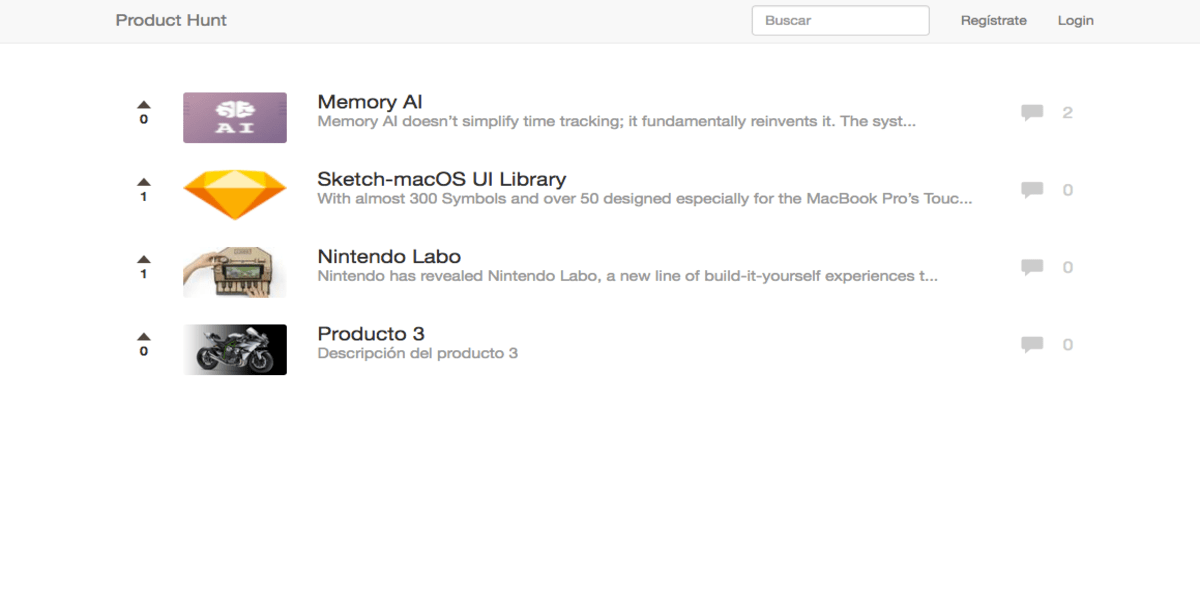 Product Hunt
Buscar
Regístrate
Login
0
AI
Memory AI
Memory AI doesn’t simplify time tracking; it fundamentally reinvents it. The syst...
2
1
Sketch-macOS UI Library
With almost 300 Symbols and over 50 designed especially for the MacBook Pro’s Touc...
0
1
Nintendo Labo
Nintendo has revealed Nintendo Labo, a new line of build-it-yourself experiences t...
0
0
Producto 3
Descripción del producto 3
0